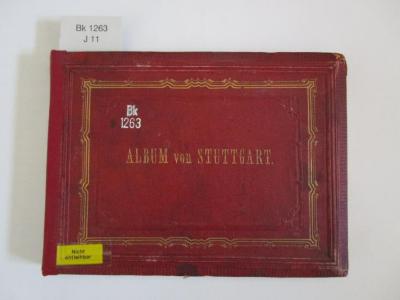 Bk 1263
J 11
Bk
1263
ALBUM von STUTTGART.
Nicht
entleihbar